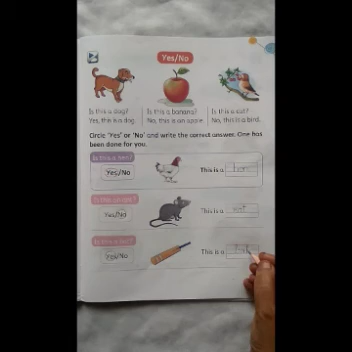 Yes/No
Is this a dog? Is this a banana? Is this a cat?
Yes, this is a dog. No, this is an apple. No, this is a bird.
Circle 'Yes' or 'No' and write the correct answer. One has
been done for you.
Is this a hen?
Yes/No This is a hen
Yes/No This is a rat
Is this a bat?
Yes/No This is a bat